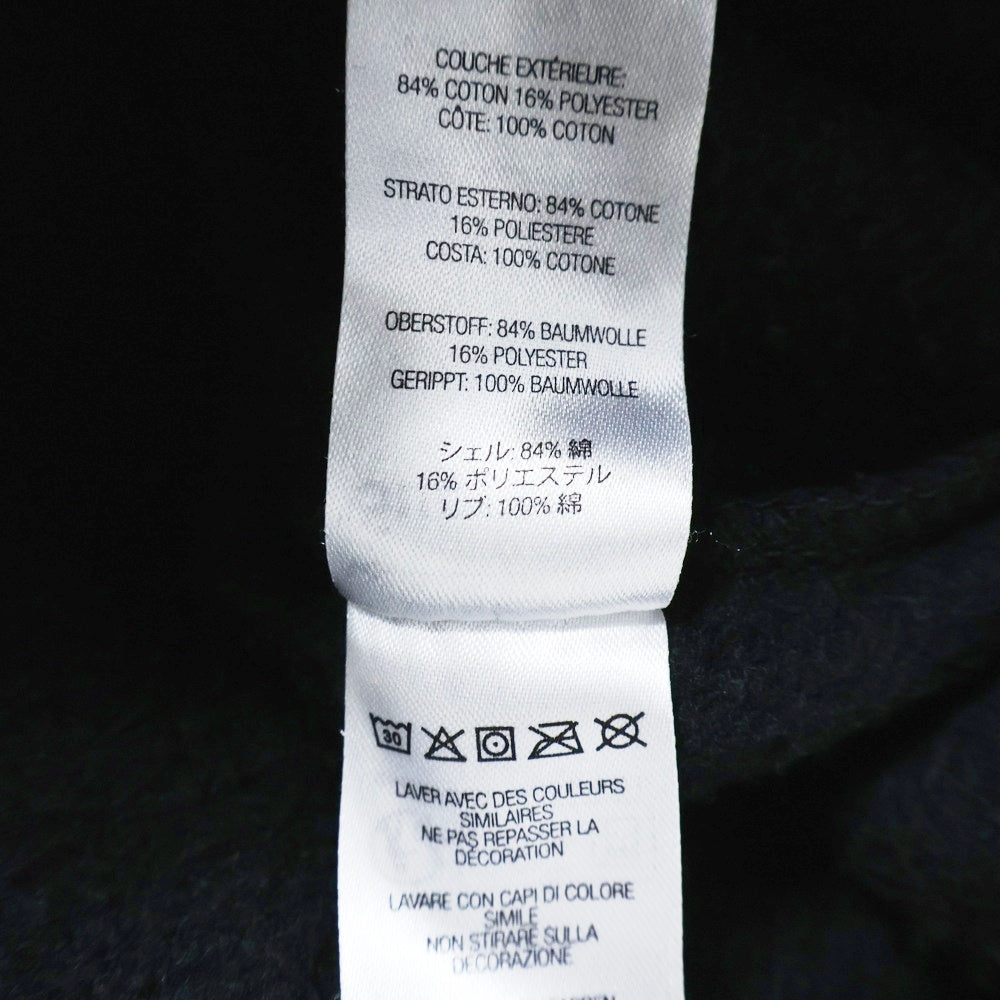 COUCHE EXTÉRIEURE:
84% COTON 16% POLYESTER
CÔTE: 100% COTON
STRATO ESTERNO: 84% COTONE
16% POLIESTERE
COSTA: 100% COTONE
OBERSTOFF: 84% BAUMWOLLE
16% POLYESTER
GERIPPT: 100% BAUMWOLLE
シェル: 84% 綿
16% ポリエステル
リブ: 100% 綿
30
LAVER AVEC DES COULEURS
SIMILAIRES
NE PAS REPASSER LA
DÉCORATION
LAVARE CON CAPI DI COLORE
SIMILE
NON STIRARE SULLA
DECORAZIONE